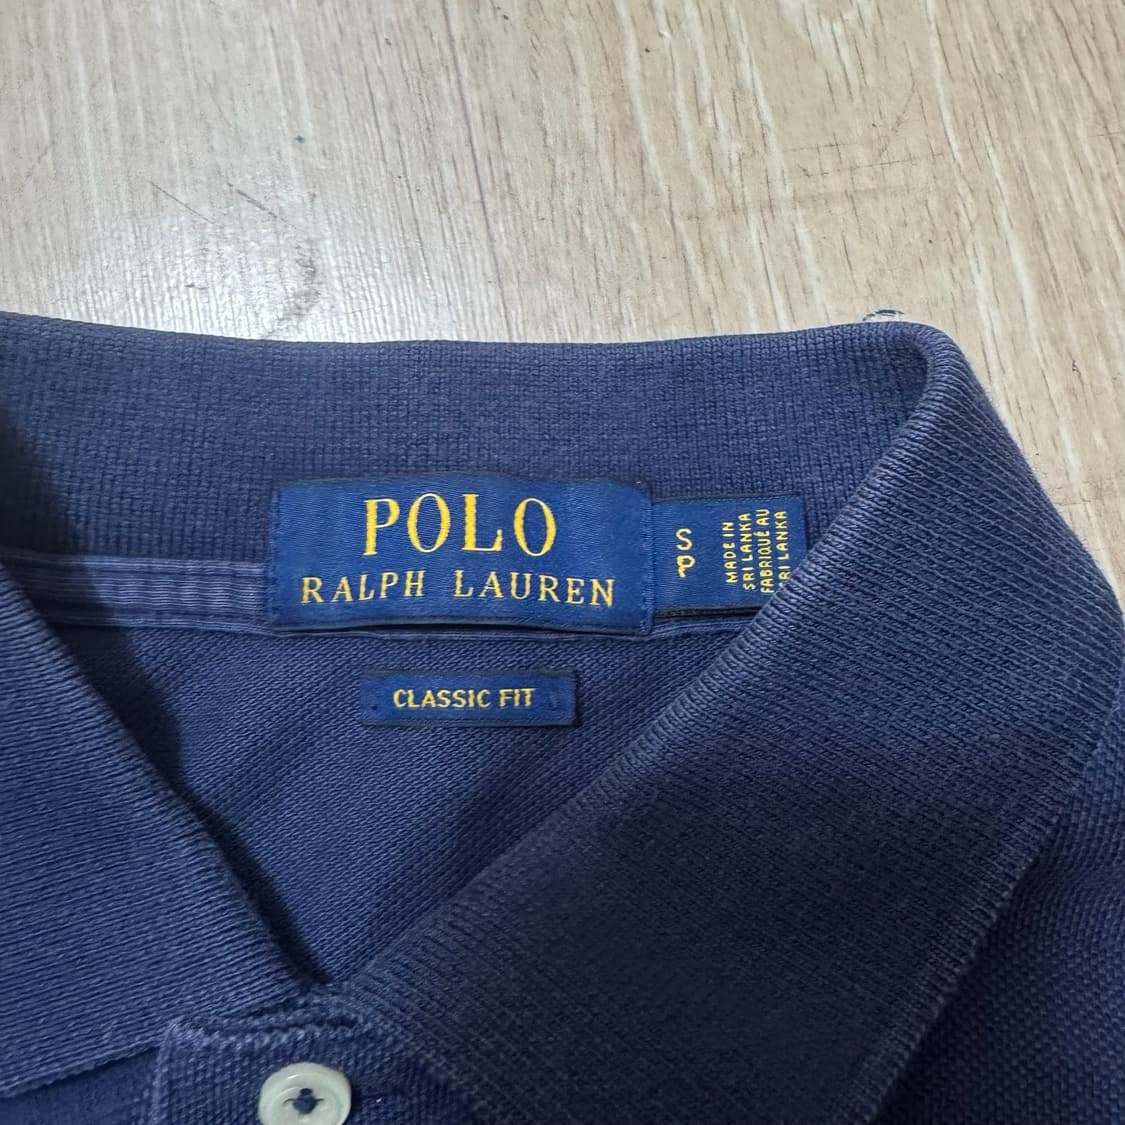 POLO
RALPH LAUREN
S
P
MADE IN
SRI LANKA
FABRIQUÉ AU
SRI LANKA
CLASSIC FIT